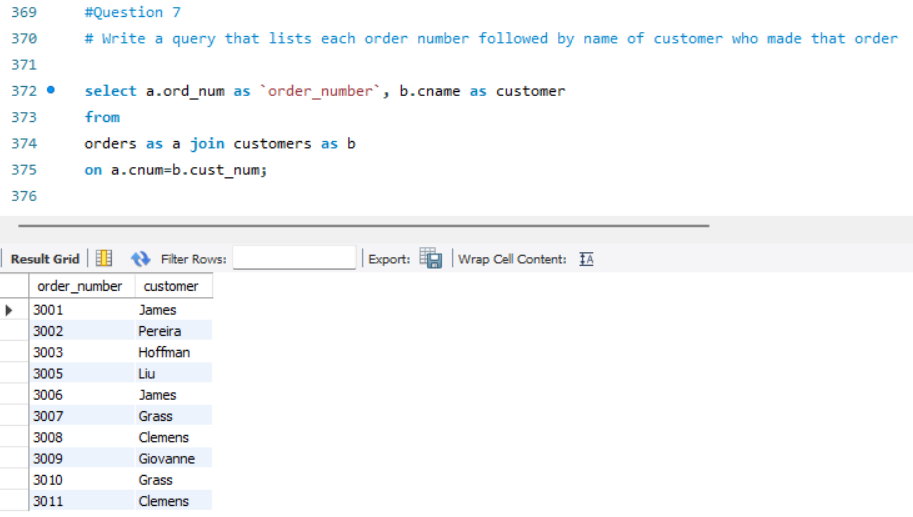 369 #Question 7
370 # Write a query that lists each order number followed by name of customer who made that order
371
372 select a.ord_num as `order_number`, b.cname as customer
373 from
374 orders as a join customers as b
375 on a.cnum=b.cust_num;
376
Result Grid Filter Rows: Export: Wrap Cell Content: IA
order_number customer
3001 James
3002 Pereira
3003 Hoffman
3005 Liu
3006 James
3007 Grass
3008 Clemens
3009 Giovanne
3010 Grass
3011 Clemens